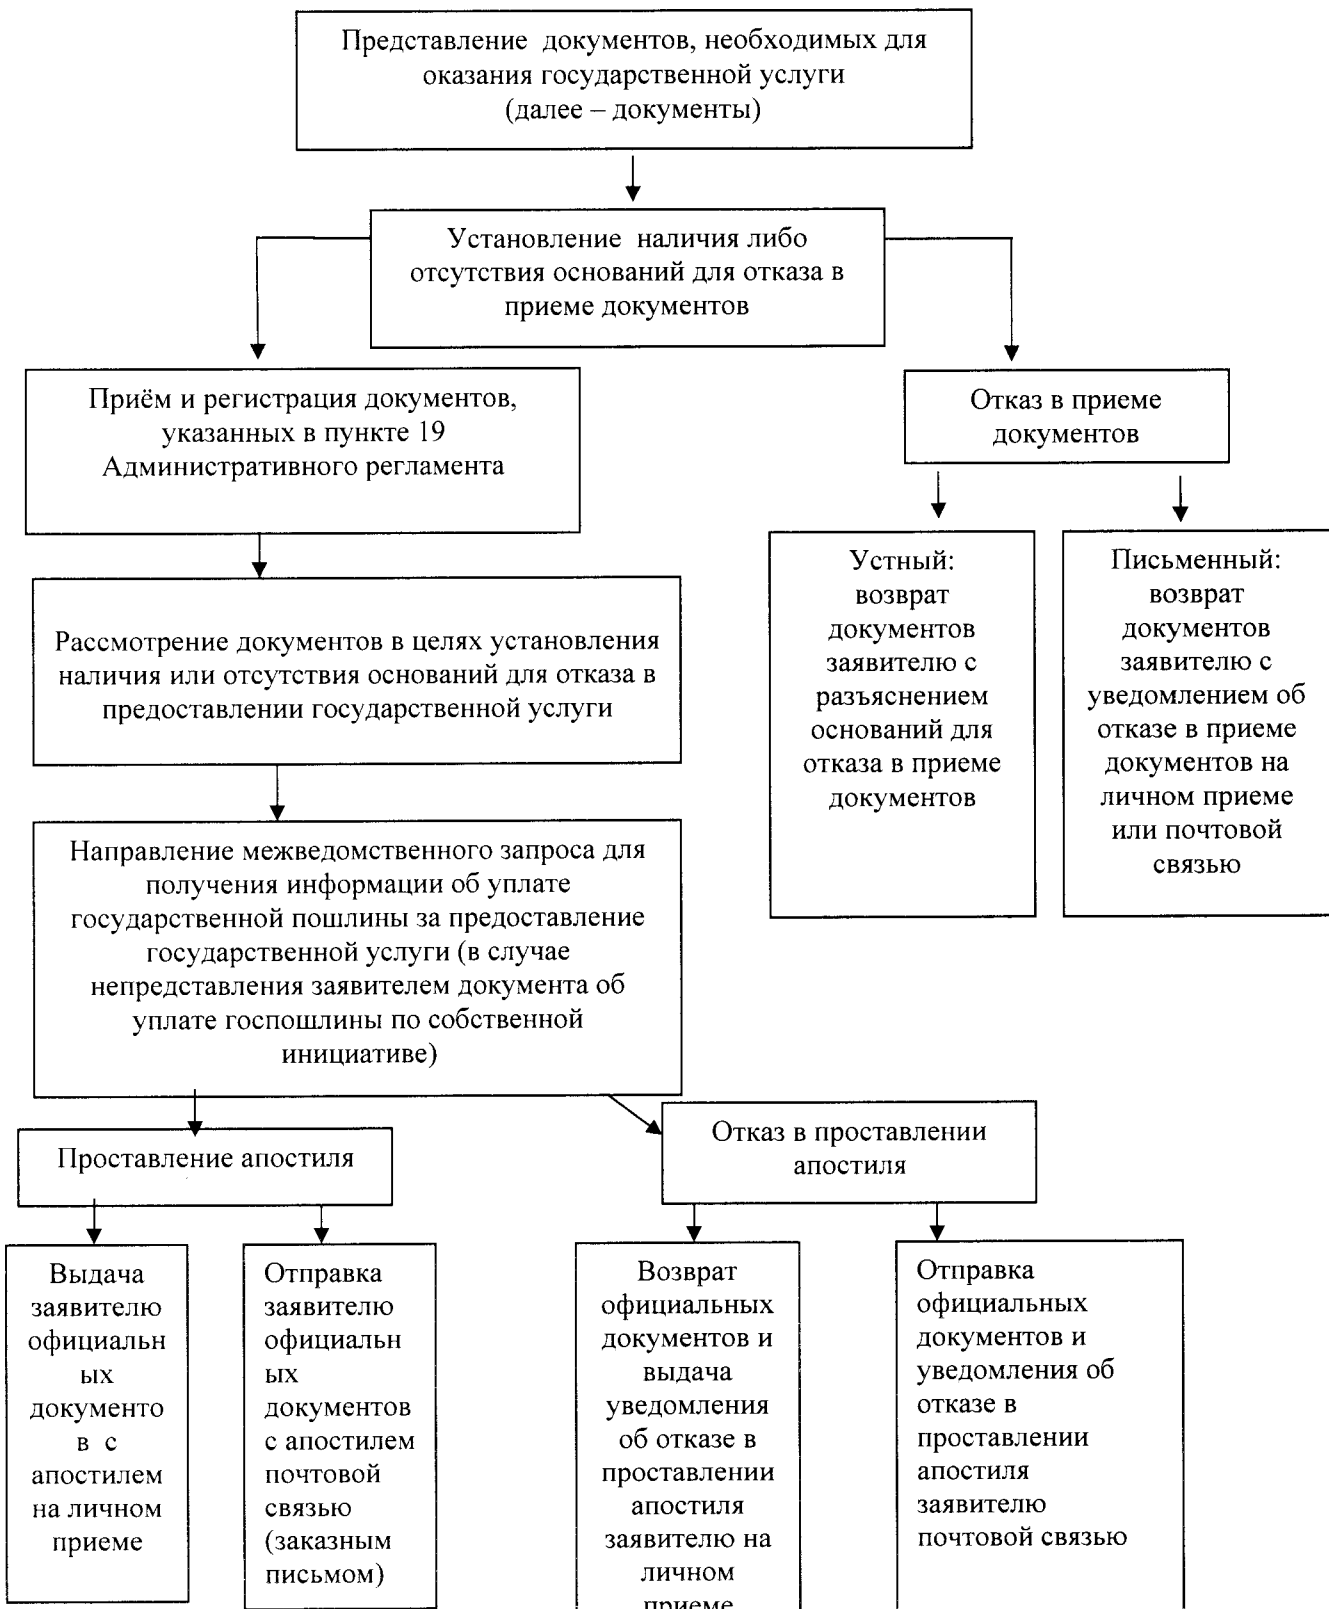 Представление документов, необходимых для
оказания государственной услуги
(далее – документы)
Установление наличия либо
отсутствия оснований для отказа в
приеме документов
Приём и регистрация документов,
указанных в пункте 19
Административного регламента
Отказ в приеме
документов
Рассмотрение документов в целях установления
наличия или отсутствия оснований для отказа в
предоставлении государственной услуги
Устный:
возврат
документов
заявителю с
разъяснением
оснований для
отказа в приеме
документов
Письменный:
возврат
документов
заявителю с
уведомлением об
отказе в приеме
документов на
личном приеме
или почтовой
связью
Направление межведомственного запроса для
получения информации об уплате
государственной пошлины за предоставление
государственной услуги (в случае
непредставления заявителем документа об
уплате госпошлины по собственной
инициативе)
Проставление апостиля
Отказ в проставлении
апостиля
Выдача
заявителю
официальн
ых
документо
в с
апостилем
на личном
приеме
Отправка
заявителю
официальн
ых
документов
с апостилем
почтовой
связью
(заказным
письмом)
Возврат
официальных
документов и
выдача
уведомления
об отказе в
проставлении
апостиля
заявителю на
личном
приеме
Отправка
официальных
документов и
уведомления об
отказе в
проставлении
апостиля
заявителю
почтовой связью